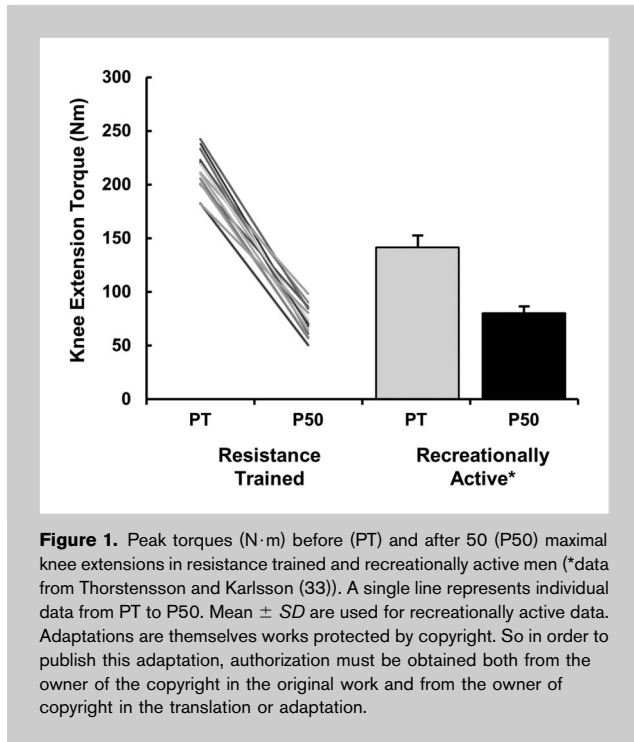 300
250
200
150
100
50
0
Knee Extension Torque (Nm)
PT P50 PT P50
Resistance Recreationally
Trained Active*
Figure 1. Peak torques (N·m) before (PT) and after 50 (P50) maximal
knee extensions in resistance trained and recreationally active men (*data
from Thorstensson and Karlsson (33)). A single line represents individual
data from PT to P50. Mean ± SD are used for recreationally active data.
Adaptations are themselves works protected by copyright. So in order to
publish this adaptation, authorization must be obtained both from the
owner of the copyright in the original work and from the owner of
copyright in the translation or adaptation.